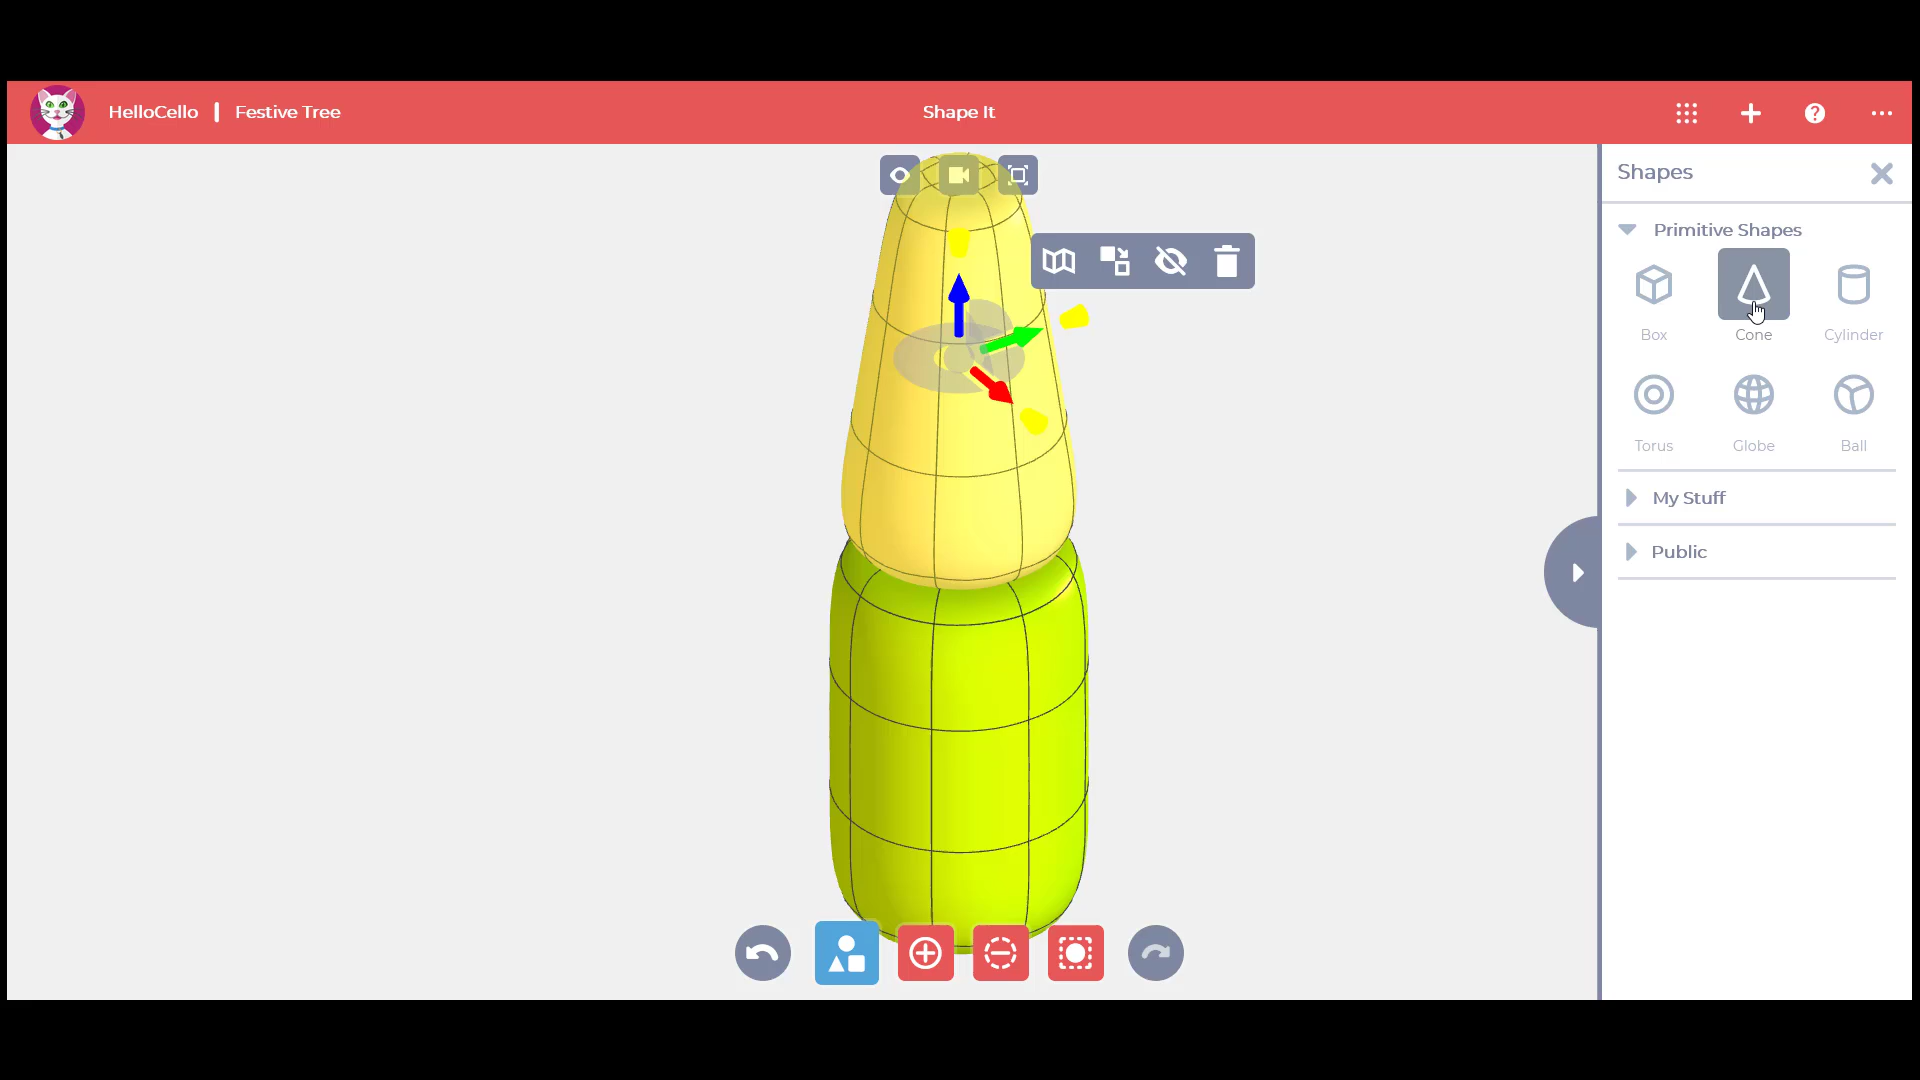 HelloCello | Festive Tree
Shape It
Shapes
Primitive Shapes
Box
Cone
Cylinder
Torus
Globe
Ball
My Stuff
Public